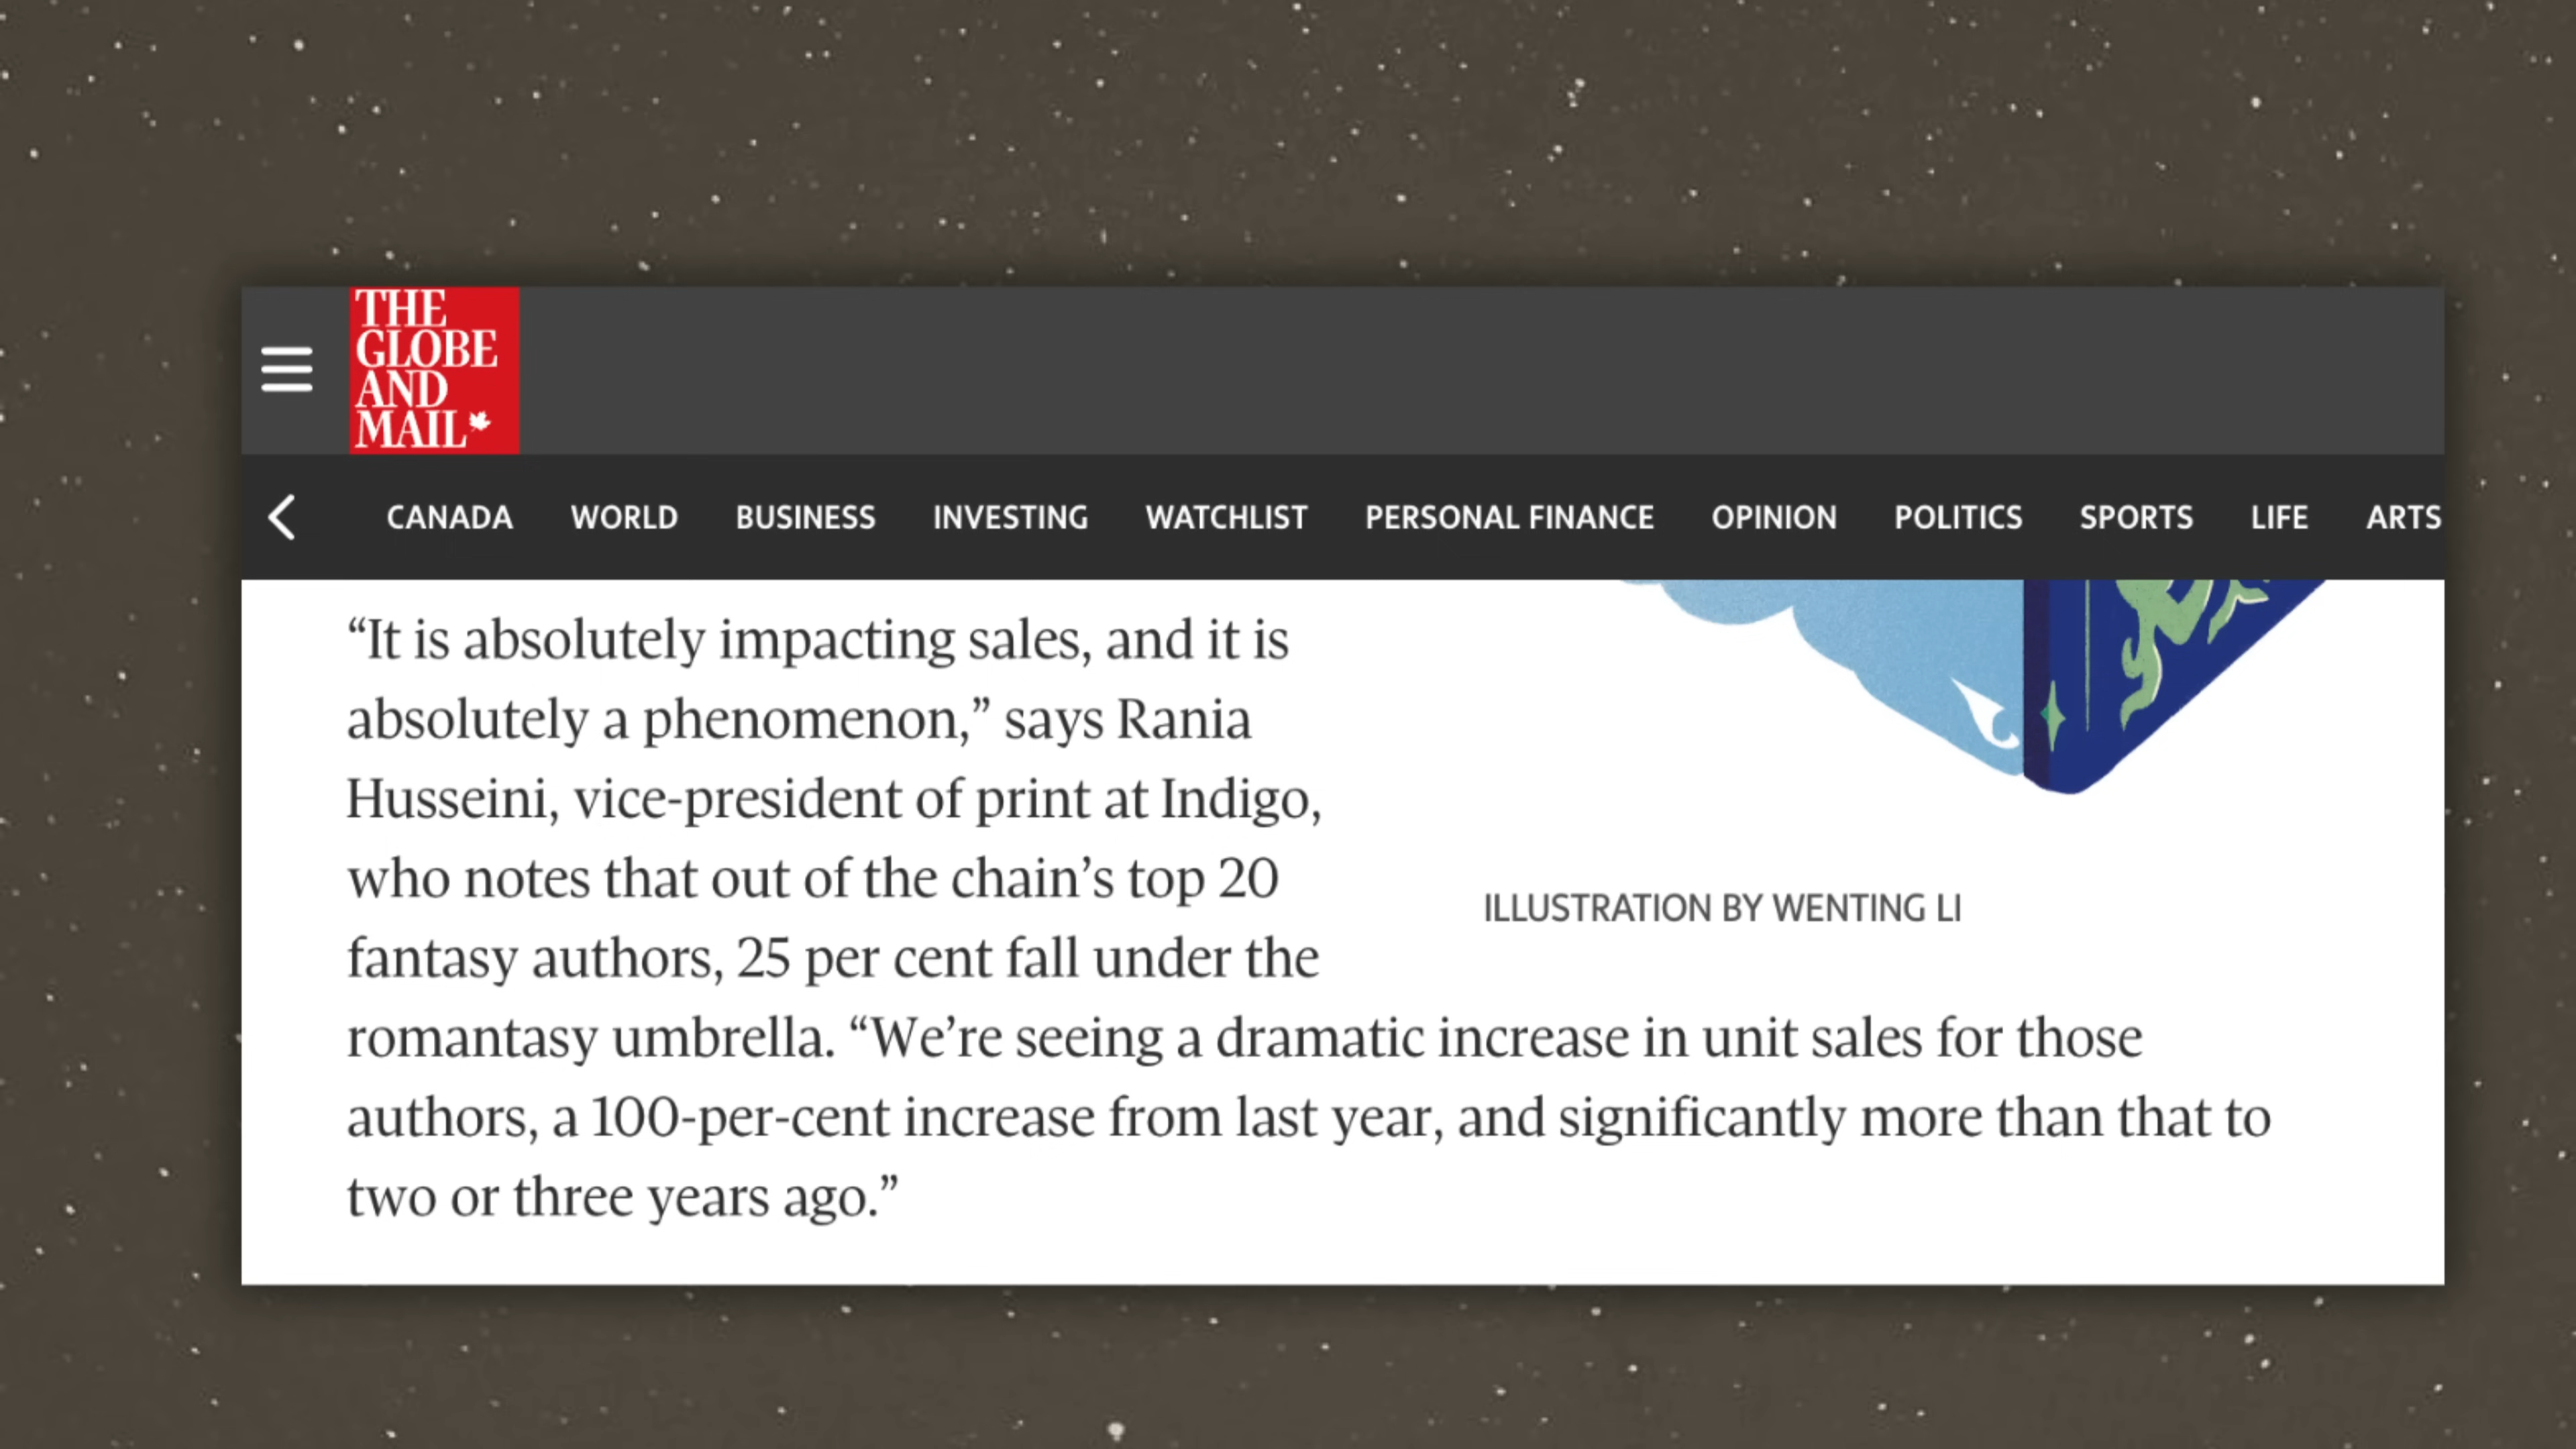 THE
GLOBE
AND
MAIL
CANADA WORLD BUSINESS INVESTING WATCHLIST PERSONAL FINANCE OPINION POLITICS SPORTS LIFE ARTS
“It is absolutely impacting sales, and it is
absolutely a phenomenon,” says Rania
Husseini, vice-president of print at Indigo,
who notes that out of the chain’s top 20
fantasy authors, 25 per cent fall under the
romantasy umbrella. “We’re seeing a dramatic increase in unit sales for those
authors, a 100-per-cent increase from last year, and significantly more than that to
two or three years ago.”
ILLUSTRATION BY WENTING LI